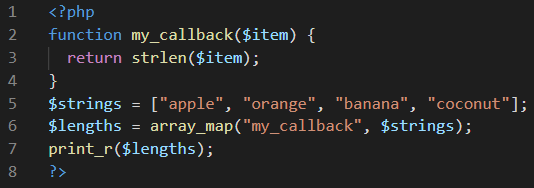 1 <?php
2 function my_callback($item) {
3   return strlen($item);
4 }
5 $strings = ["apple", "orange", "banana", "coconut"];
6 $lengths = array_map("my_callback", $strings);
7 print_r($lengths);
8 ?>